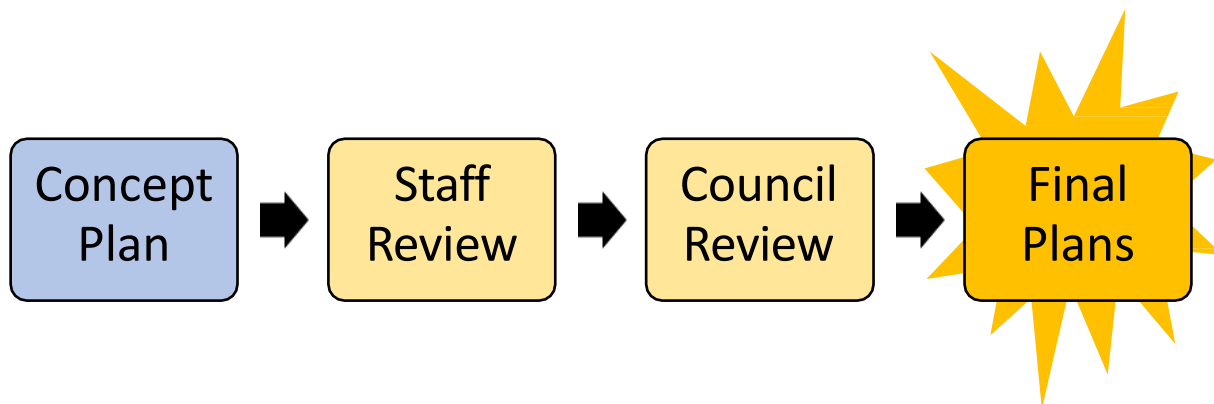 Concept
Plan
Staff
Review
Council
Review
Final
Plans